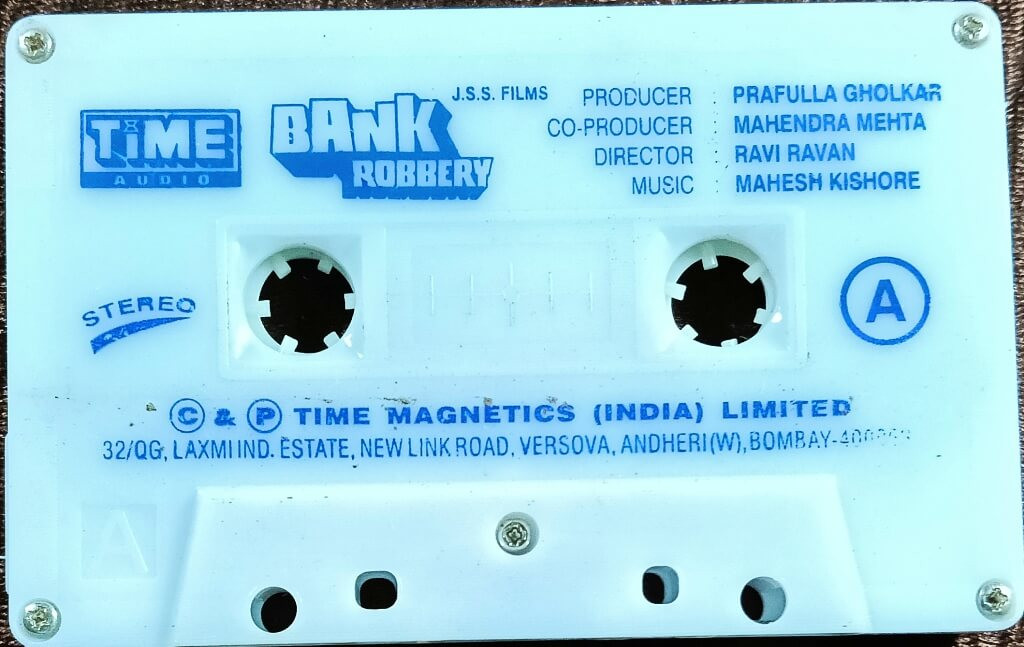 TiME
AUDIO
BANK
ROBBERY
J.S.S. FILMS
PRODUCER : PRAFULLA GHOLKAR
CO-PRODUCER : MAHENDRA MEHTA
DIRECTOR : RAVI RAVAN
MUSIC : MAHESH KISHORE
STEREO
A
Ⓒ & Ⓟ TIME MAGNETICS (INDIA) LIMITED
32/QG, LAXMI IND. ESTATE, NEW LINK ROAD, VERSOVA, ANDHERI(W), BOMBAY-
A